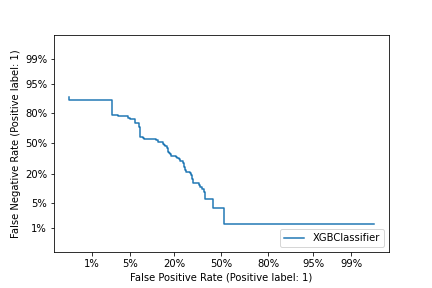 99%
95%
80%
50%
20%
5%
1%
False Negative Rate (Positive label: 1)
XGBClassifier
1% 5% 20% 50% 80% 95% 99%
False Positive Rate (Positive label: 1)